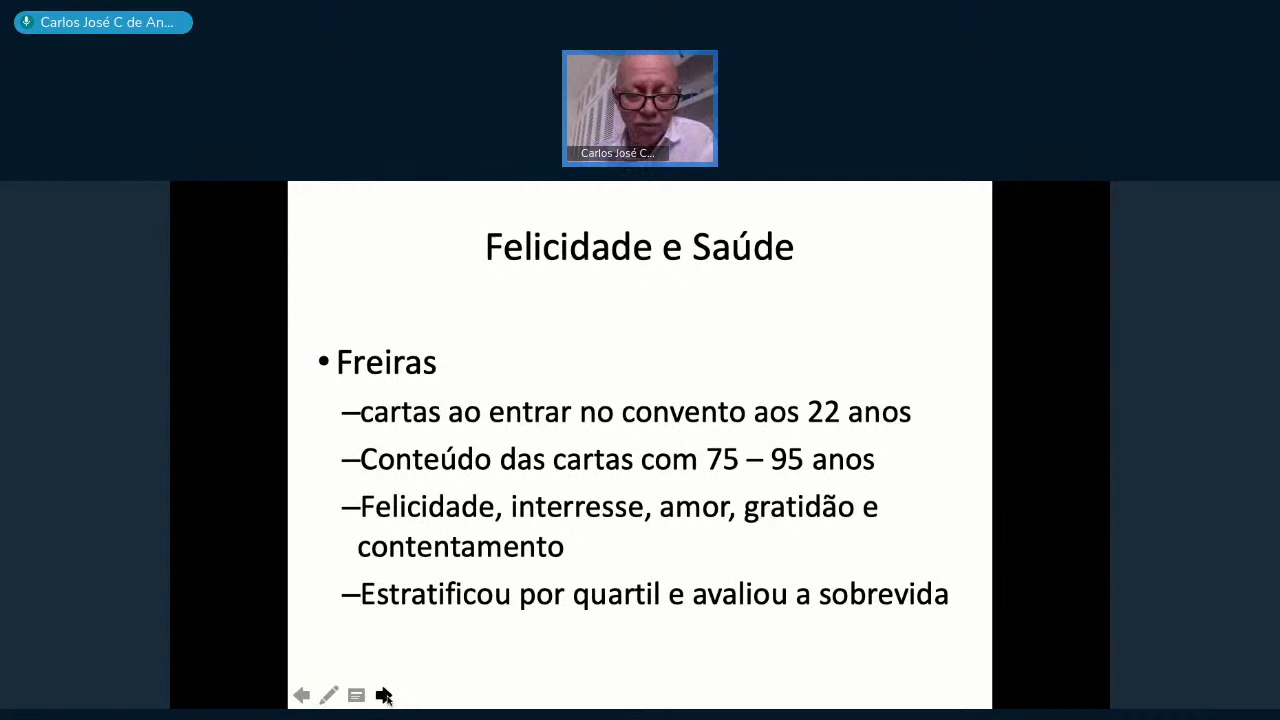 Carlos José C de An...
Carlos José C...
Felicidade e Saúde
• Freiras
–cartas ao entrar no convento aos 22 anos
–Conteúdo das cartas com 75 – 95 anos
–Felicidade, interresse, amor, gratidão e
contentamento
–Estratificou por quartil e avaliou a sobrevida